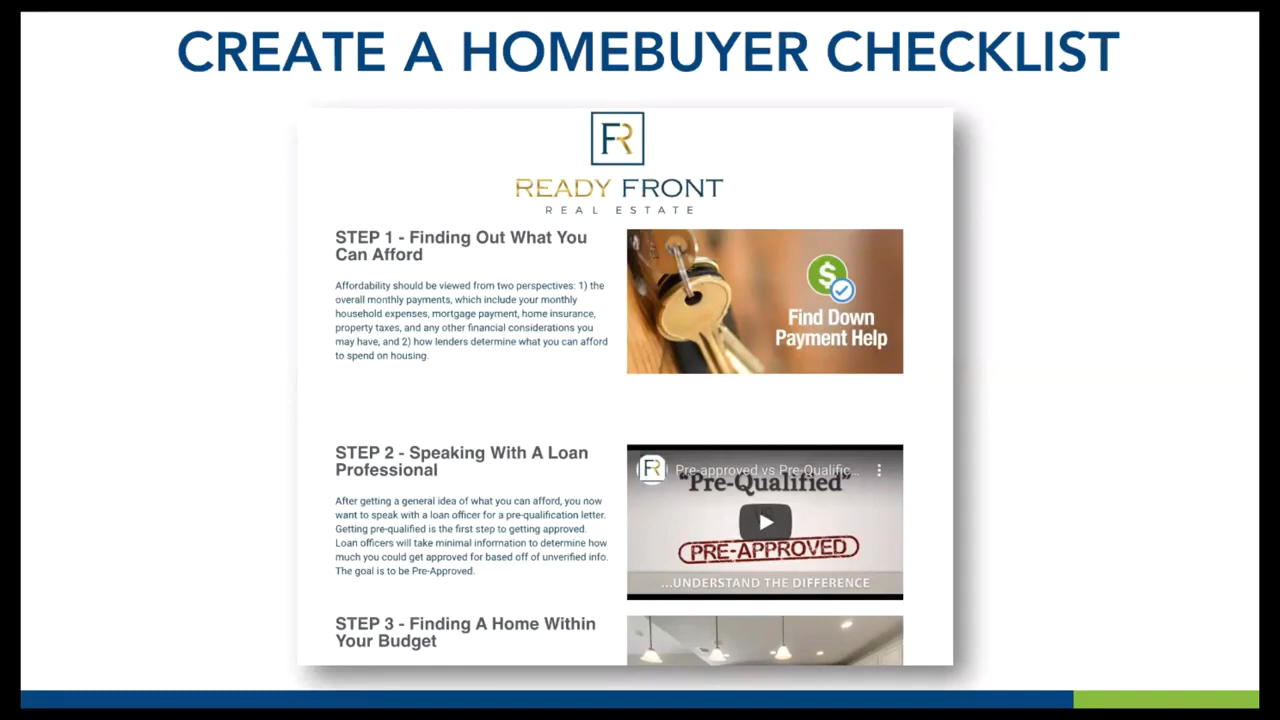 CREATE A HOMEBUYER CHECKLIST
FR
READY FRONT
REAL ESTATE
STEP 1 - Finding Out What You
Can Afford
Affordability should be viewed from two perspectives: 1) the
overall monthly payments, which include your monthly
household expenses, mortgage payment, home insurance,
property taxes, and any other financial considerations you
may have, and 2) how lenders determine what you can afford
to spend on housing.
$
Find Down
Payment Help
STEP 2 - Speaking With A Loan
Professional
After getting a general idea of what you can afford, you now
want to speak with a loan officer for a pre-qualification letter.
Getting pre-qualified is the first step to getting approved.
Loan officers will take minimal information to determine how
much you could get approved for based off of unverified info.
The goal is to be Pre-Approved.
FR
Pre-approved vs Pre-Qualific...
"Pre-Qualified"
PRE-APPROVED
...UNDERSTAND THE DIFFERENCE
STEP 3 - Finding A Home Within
Your Budget